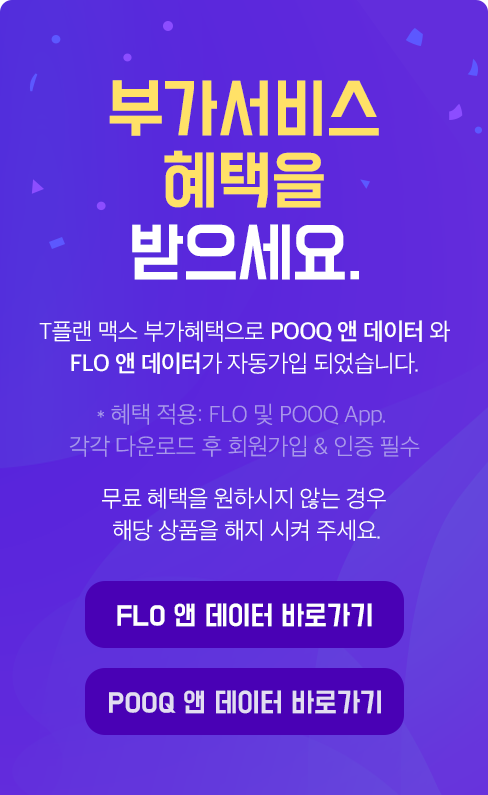 부가서비스
혜택을
받으세요.
T플랜 맥스 부가혜택으로 POOQ 앤 데이터 와
FLO 앤 데이터가 자동가입 되었습니다.
* 혜택 적용: FLO 및 POOQ App.
각각 다운로드 후 회원가입 & 인증 필수
무료 혜택을 원하시지 않는 경우
해당 상품을 해지 시켜 주세요.
FLO 앤 데이터 바로가기
POOQ 앤 데이터 바로가기